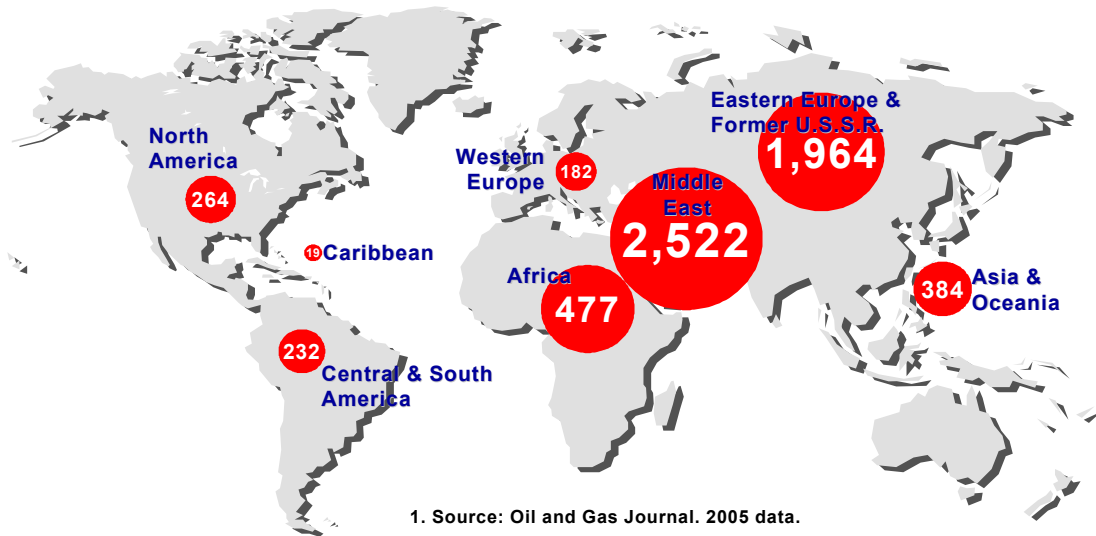 Eastern Europe &
Former U.S.S.R.
1,964
North
America
264
Western
Europe
182
Middle
East
2,522
19
Caribbean
Africa
477
384
Asia &
Oceania
232
Central & South
America
1. Source: Oil and Gas Journal. 2005 data.